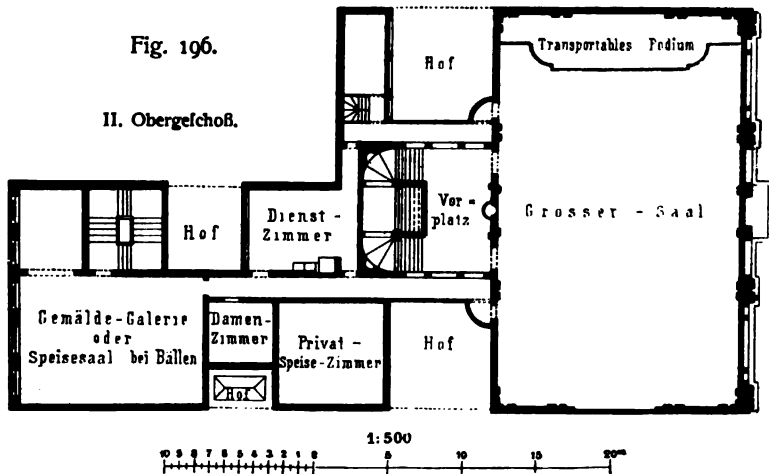 Fig. 196.
II. Obergeſchoß.
Hof
Transportables Podium
Vor=
platz
Grosser - Saal
Dienst -
Zimmer
Hof
Gemälde-Galerie
oder
Speisesaal bei Bällen
Damen-
Zimmer
Privat -
Speise-Zimmer
Hof
Hof
1:500
10 9 8 7 6 5 4 3 2 1 0 5 10 15 20m